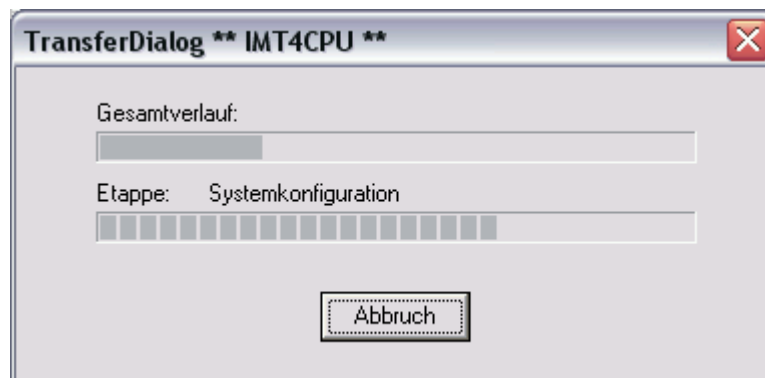 TransferDialog ** IMT4CPU **
Gesamtverlauf:
Etappe: Systemkonfiguration
Abbruch